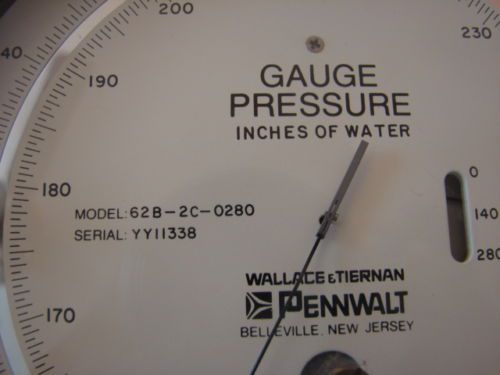 200
230
40
190
GAUGE
PRESSURE
INCHES OF WATER
0
180
MODEL: 62B-2C-0280
140
SERIAL: YY11338
280
WALLACE & TIERNAN
PENNWALT
170
BELLEVILLE, NEW JERSEY